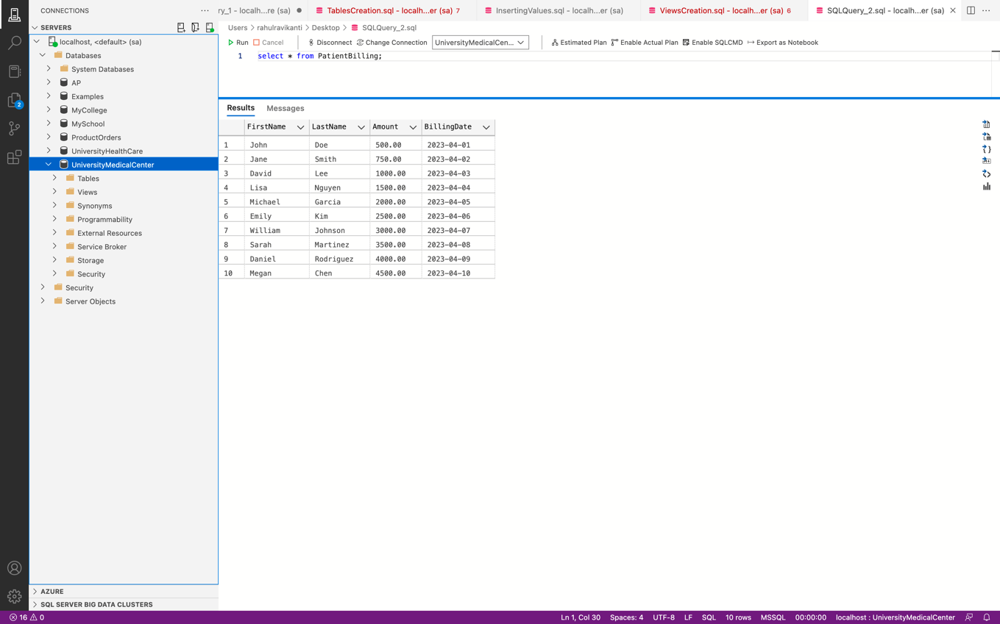 CONNECTIONS
ry_1 - localh...re (sa)
TablesCreation.sql - localh...er (sa) 7
InsertingValues.sql - localh...er (sa)
ViewsCreation.sql - localh...er (sa) 6
SQLQuery_2.sql - localh...er (sa)
SERVERS
localhost, <default> (sa)
Databases
System Databases
AP
Examples
MyCollege
MySchool
ProductOrders
UniversityHealthCare
UniversityMedicalCenter
Tables
Views
Synonyms
Programmability
External Resources
Service Broker
Storage
Security
Security
Server Objects
AZURE
SQL SERVER BIG DATA CLUSTERS
2
Users > rahulravikanti > Desktop > SQLQuery_2.sql
Run Cancel Disconnect Change Connection UniversityMedicalCen... Estimated Plan Enable Actual Plan Enable SQLCMD Export as Notebook
1 select * from PatientBilling;
Results Messages
FirstName LastName Amount BillingDate
1 John Doe 500.00 2023-04-01
2 Jane Smith 750.00 2023-04-02
3 David Lee 1000.00 2023-04-03
4 Lisa Nguyen 1500.00 2023-04-04
5 Michael Garcia 2000.00 2023-04-05
6 Emily Kim 2500.00 2023-04-06
7 William Johnson 3000.00 2023-04-07
8 Sarah Martinez 3500.00 2023-04-08
9 Daniel Rodriguez 4000.00 2023-04-09
10 Megan Chen 4500.00 2023-04-10
16 0
Ln 1, Col 30 Spaces: 4 UTF-8 LF SQL 10 rows MSSQL 00:00:00 localhost : UniversityMedicalCenter